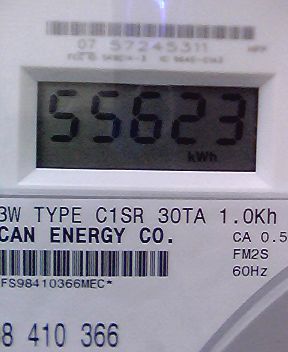 07 57245311
55623
kWh
3W TYPE C1SR 30TA 1.0Kh
CAN ENERGY CO.
CA 0.5
FM2S
60Hz
FS98410366MEC*
8 410 366